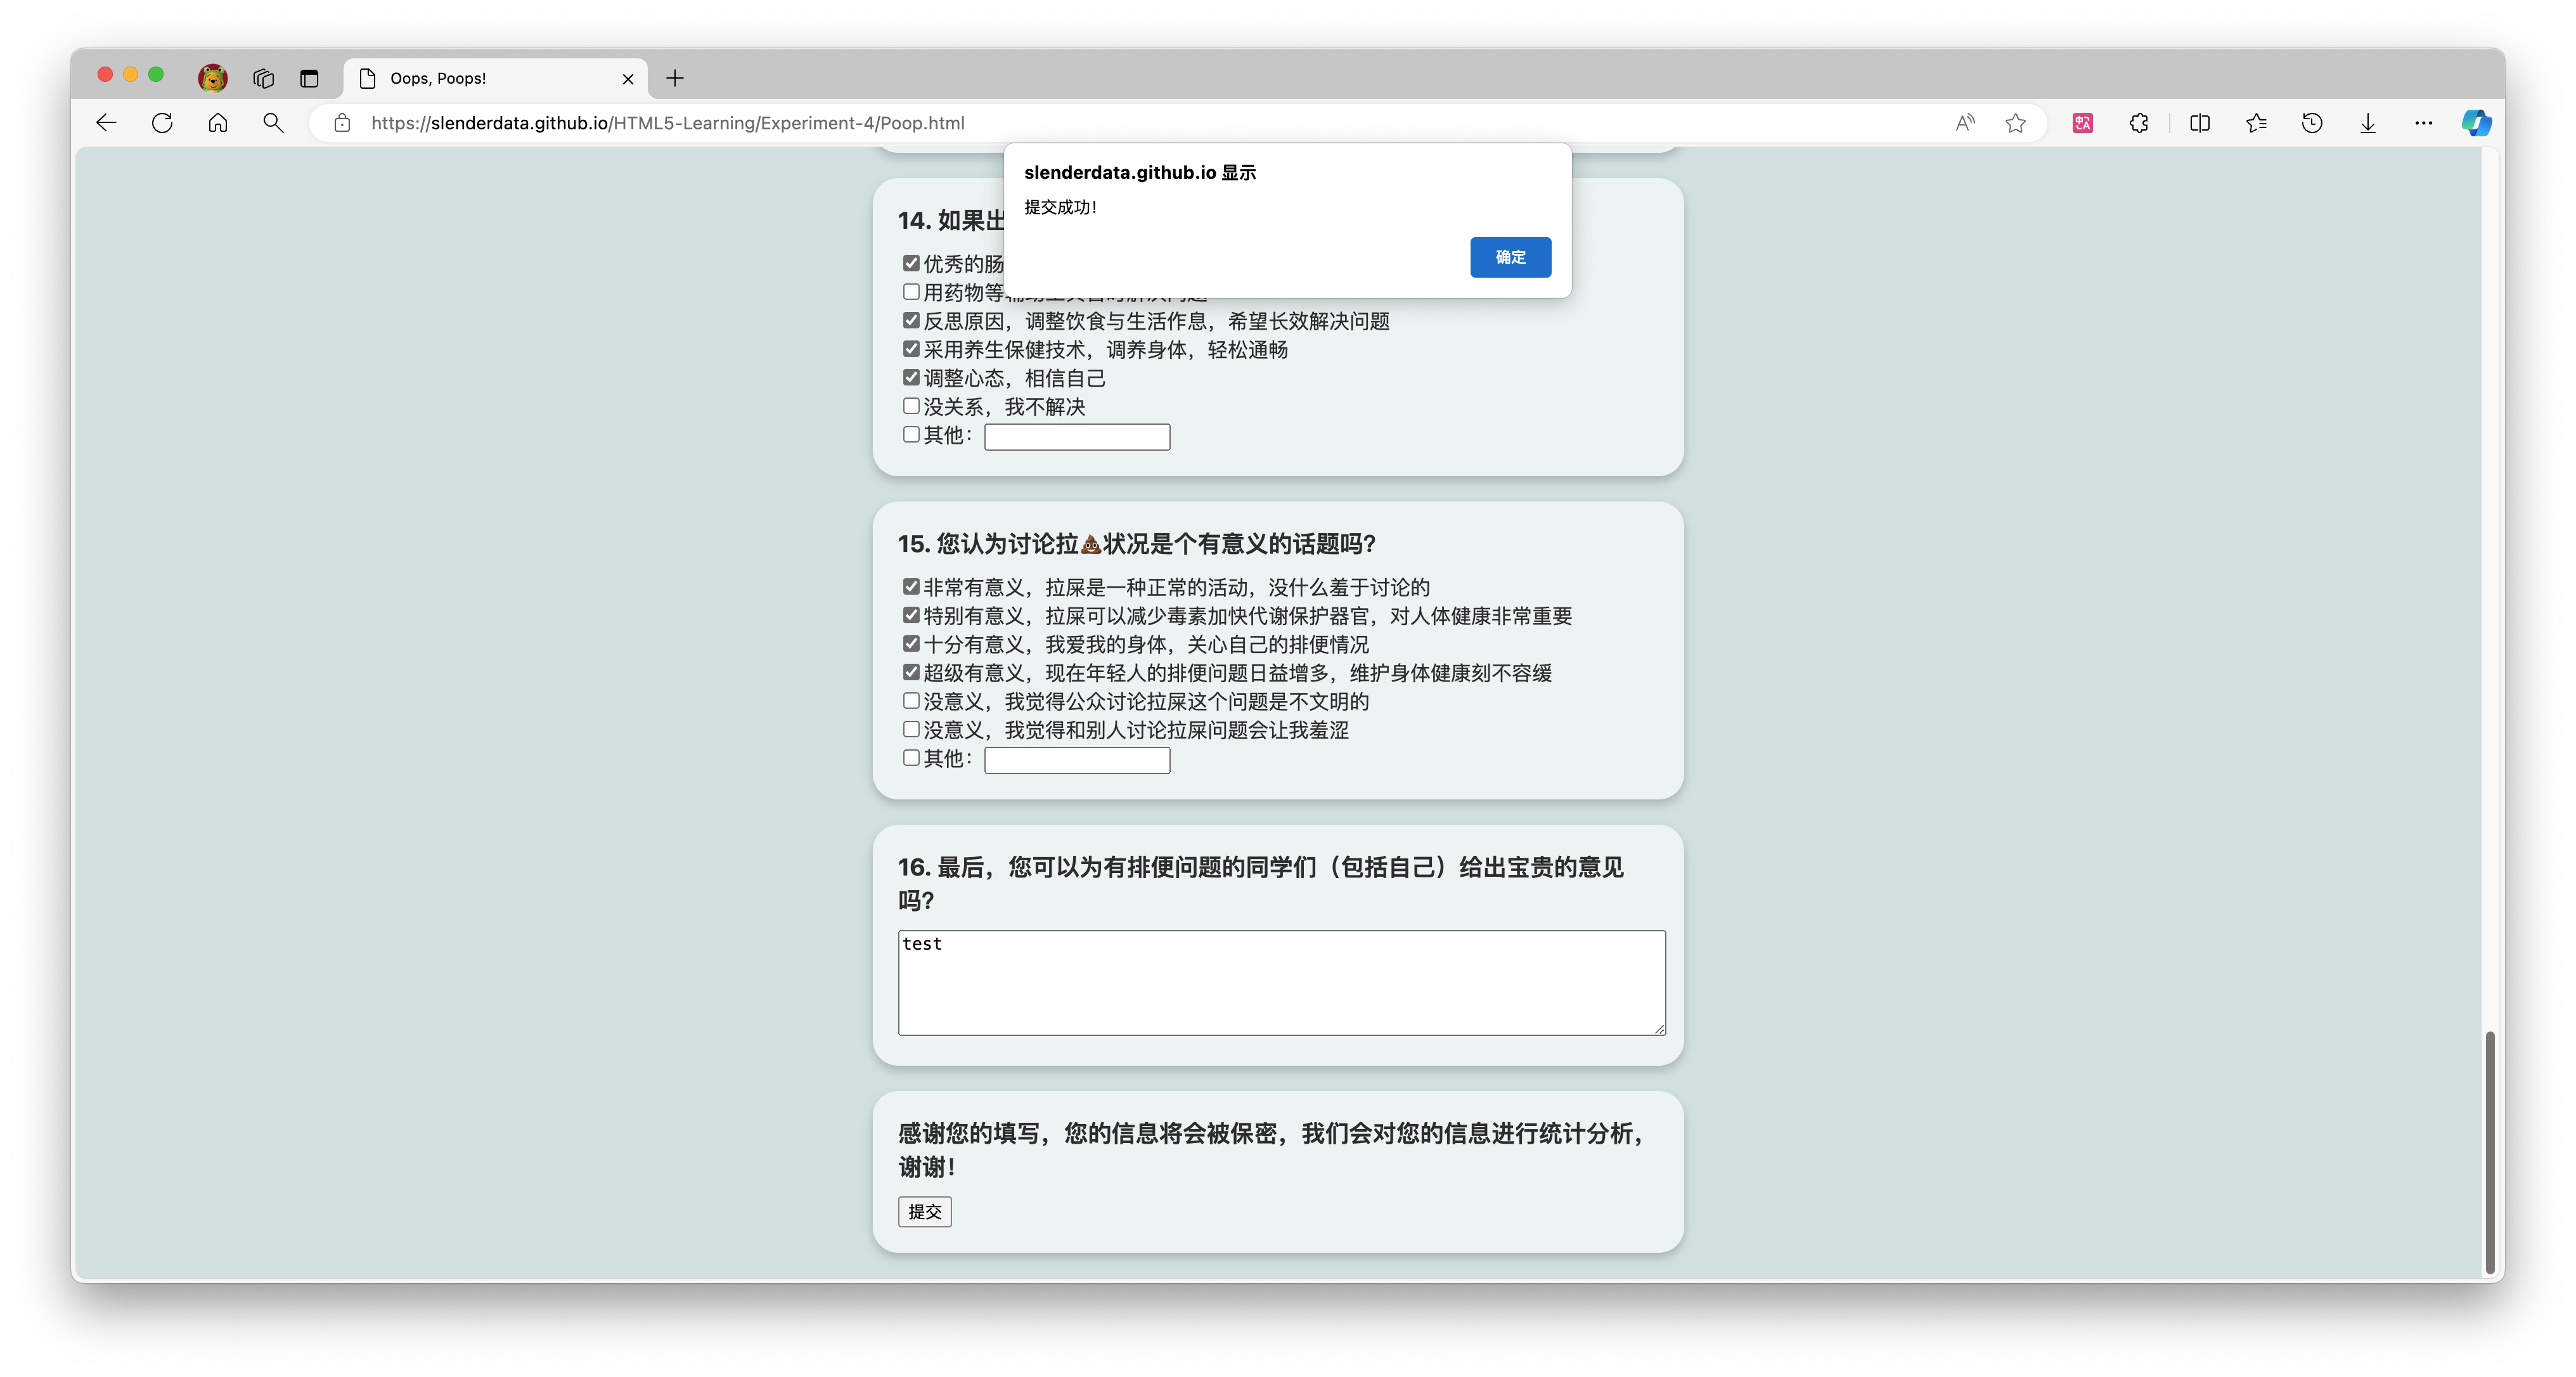 Oops, Poops!
https://slenderdata.github.io/HTML5-Learning/Experiment-4/Poop.html
slenderdata.github.io 显示
提交成功!
确定
14. 如果出
优秀的肠
用药物等
反思原因，调整饮食与生活作息，希望长效解决问题
采用养生保健技术，调养身体，轻松通畅
调整心态，相信自己
没关系，我不解决
其他：
15. 您认为讨论拉💩状况是个有意义的话题吗?
非常有意义，拉屎是一种正常的活动，没什么羞于讨论的
特别有意义，拉屎可以减少毒素加快代谢保护器官，对人体健康非常重要
十分有意义，我爱我的身体，关心自己的排便情况
超级有意义，现在年轻人的排便问题日益增多，维护身体健康刻不容缓
没意义，我觉得公众讨论拉屎这个问题是不文明的
没意义，我觉得和别人讨论拉屎问题会让我羞涩
其他：
16. 最后，您可以为有排便问题的同学们（包括自己）给出宝贵的意见
吗?
test
感谢您的填写，您的信息将会被保密，我们会对您的信息进行统计分析，
谢谢！
提交